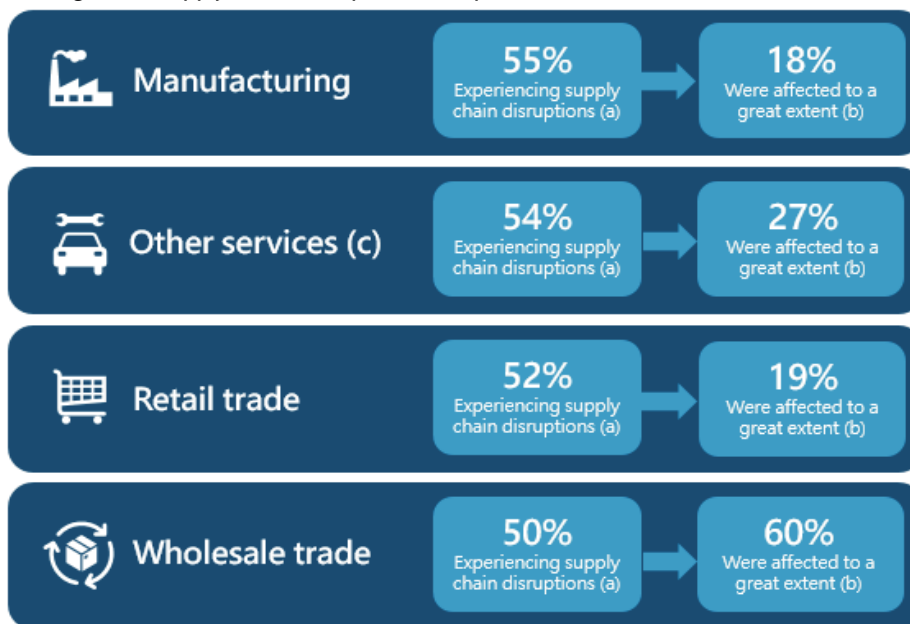 Manufacturing
55%
Experiencing supply
chain disruptions (a)
18%
Were affected to a
great extent (b)
Other services (c)
54%
Experiencing supply
chain disruptions (a)
27%
Were affected to a
great extent (b)
Retail trade
52%
Experiencing supply
chain disruptions (a)
19%
Were affected to a
great extent (b)
Wholesale trade
50%
Experiencing supply
chain disruptions (a)
60%
Were affected to a
great extent (b)